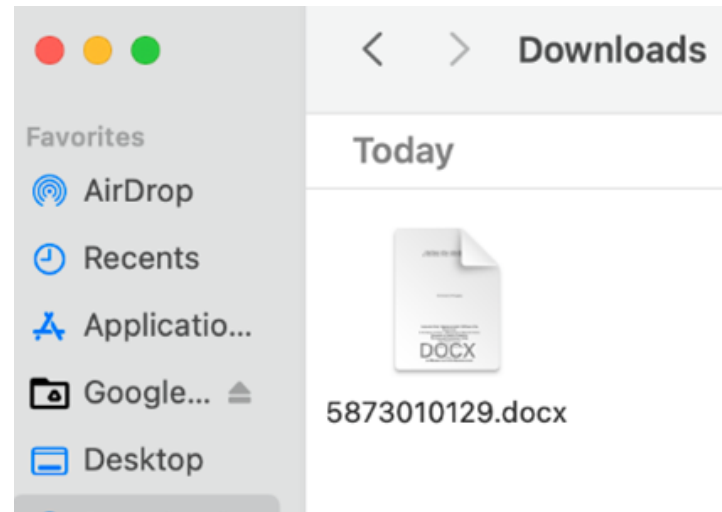 Downloads
Favorites
Today
AirDrop
Recents
Applicatio...
Google...
Desktop
DOCX
5873010129.docx